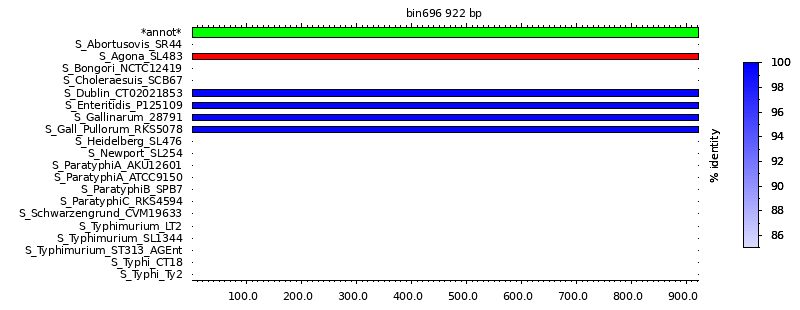 bin696 922 bp
*annot*
S_Abortusovis_SR44
S_Agona_SL483
S_Bongori_NCTC12419
S_Choleraesuis_SCB67
S_Dublin_CT02021853
S_Enteritidis_P125109
S_Gallinarum_28791
S_Gall_Pullorum_RKS5078
S_Heidelberg_SL476
S_Newport_SL254
S_ParatyphiA_AKU12601
S_ParatyphiA_ATCC9150
S_ParatyphiB_SPB7
S_ParatyphiC_RKS4594
S_Schwarzengrund_CVM19633
S_Typhimurium_LT2
S_Typhimurium_SL1344
S_Typhimurium_ST313_AGEnt
S_Typhi_CT18
S_Typhi_Ty2
100.0 200.0 300.0 400.0 500.0 600.0 700.0 800.0 900.0
% identity
100
98
96
94
92
90
88
86